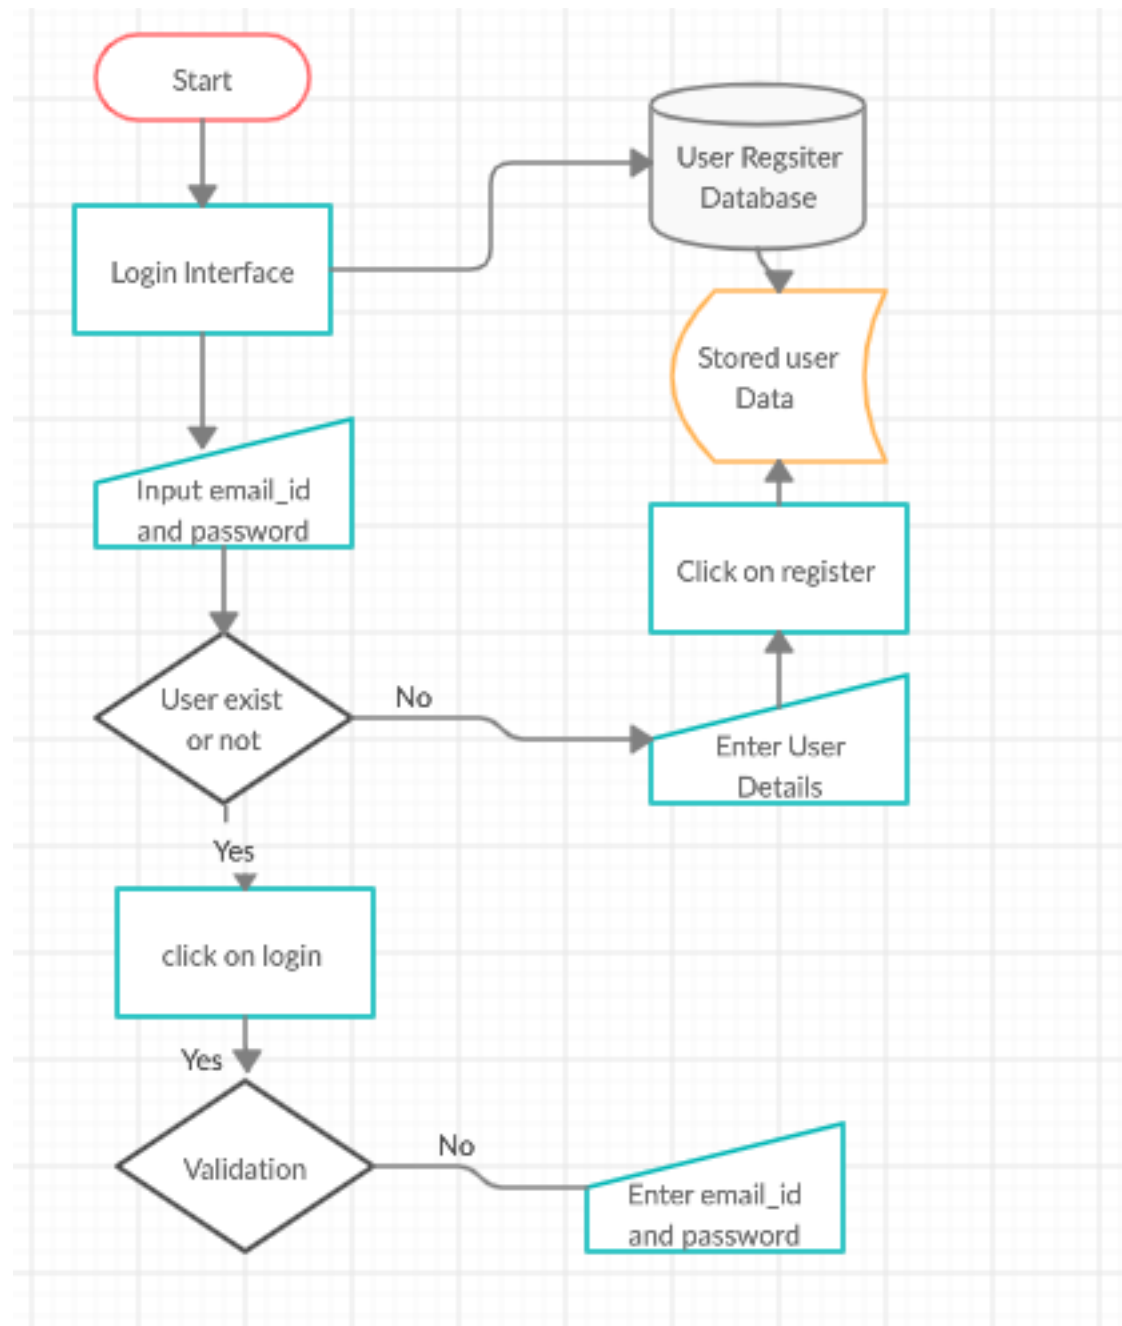 Start
User Regsiter
Database
Login Interface
Stored user
Data
Input email_id
and password
Click on register
User exist
or not
No
Enter User
Details
Yes
click on login
Yes
Validation
No
Enter email_id
and password